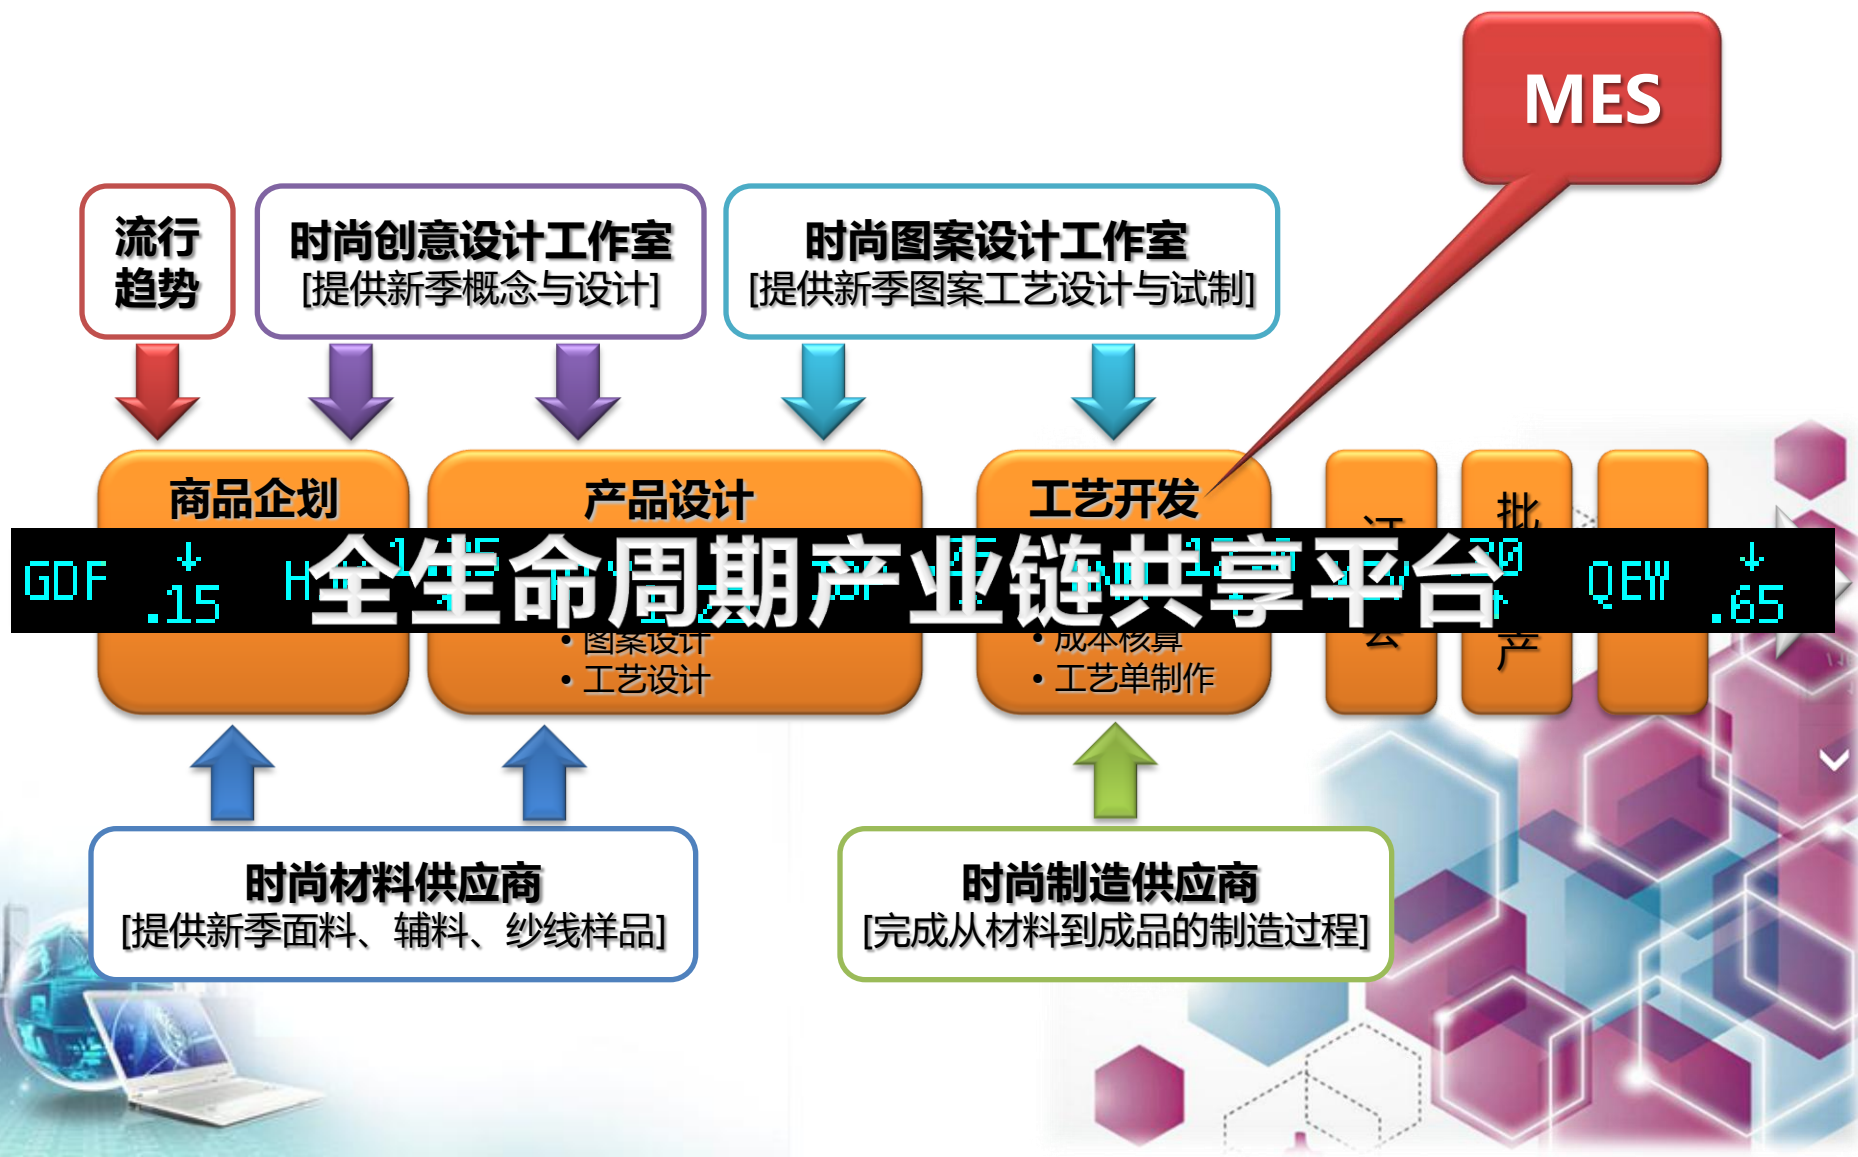 MES
流行
趋势
时尚创意设计工作室
[提供新季概念与设计]
时尚图案设计工作室
[提供新季图案工艺设计与试制]
商品企划
产品设计
工艺开发
批
全生命周期产业链共享平台
GDF
.15
QEW
.65
• 图案设计
• 工艺设计
• 成本核算
• 工艺单制作
产
时尚材料供应商
[提供新季面料、辅料、纱线样品]
时尚制造供应商
[完成从材料到成品的制造过程]